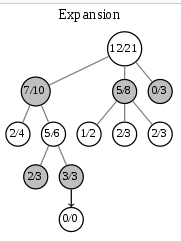 Expansion
12/21
7/10 5/8 0/3
2/4 5/6 1/2 2/3 2/3
2/3 3/3
0/0